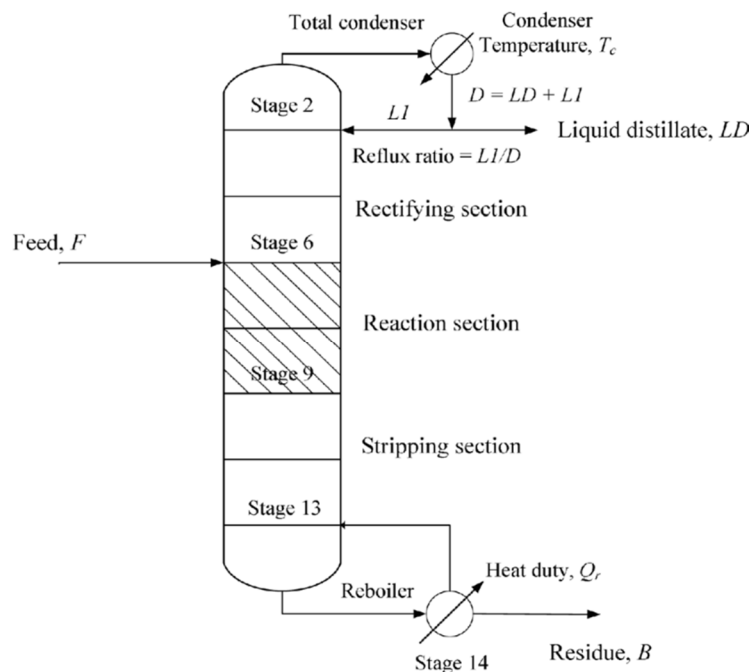 Total condenser
Condenser
Temperature, Tc
Stage 2
D = LD + L1
L1
Liquid distillate, LD
Reflux ratio = L1/D
Rectifying section
Feed, F
Stage 6
Reaction section
Stage 9
Stripping section
Stage 13
Heat duty, Qr
Reboiler
Residue, B
Stage 14